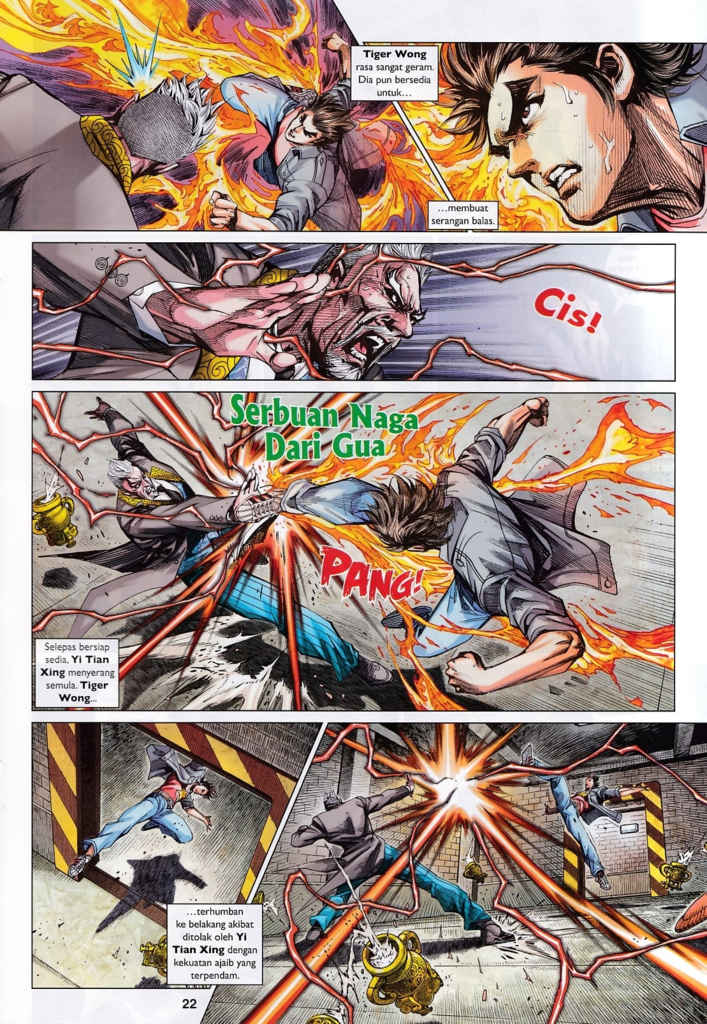 Tiger Wong
rasa sangat geram.
Dia pun bersedia
untuk...
...membuat
serangan balas.
Cis!
Serbuan Naga
Dari Gua
PANG!
Selepas bersiap
sedia, Yi Tian
Xing menyerang
semula. Tiger
Wong...
...terhumban
ke belakang akibat
ditolak oleh Yi
Tian Xing dengan
kekuatan ajaib yang
terpendam.
22